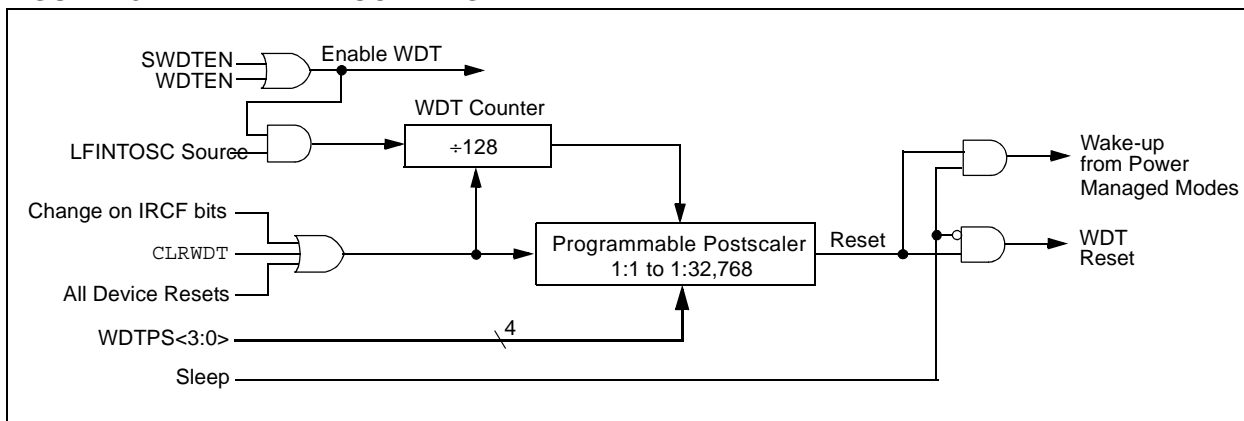 SWDTEN
WDTEN
Enable WDT
WDT Counter
÷128
LFINTOSC Source
Wake-up
from Power
Managed Modes
Change on IRCF bits
CLRWDT
All Device Resets
Programmable Postscaler
1:1 to 1:32,768
Reset
WDT
Reset
WDTPS<3:0>
4
Sleep